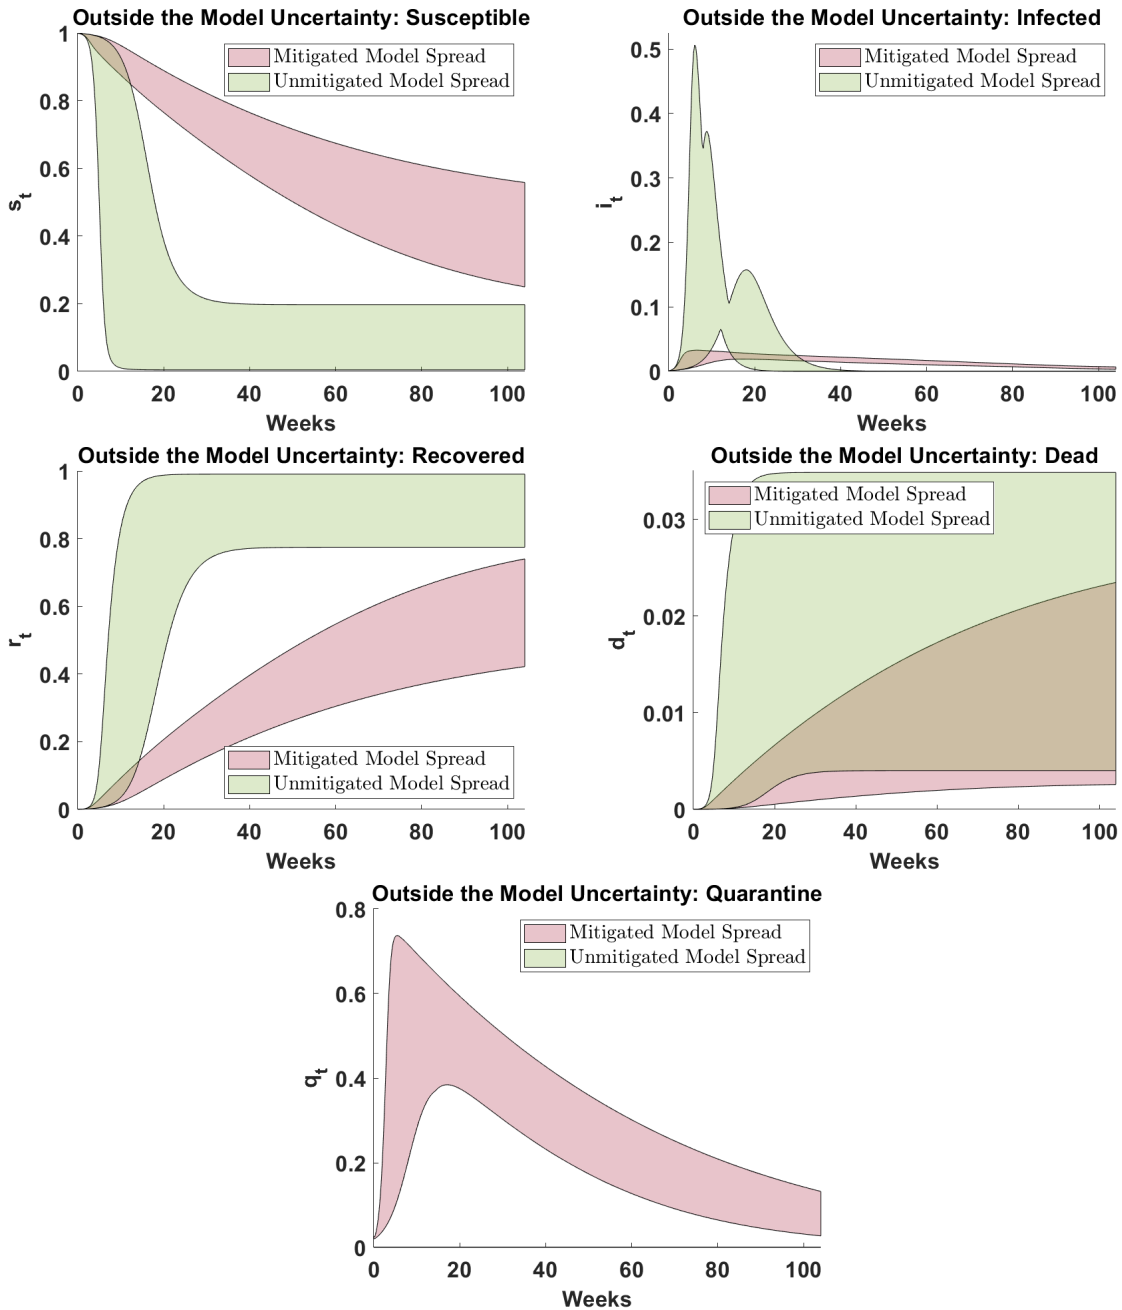 Outside the Model Uncertainty: Susceptible
Mitigated Model Spread
Unmitigated Model Spread
1
0.8
0.6
0.4
0.2
0
s_t
0 20 40 60 80 100
Weeks
Outside the Model Uncertainty: Infected
Mitigated Model Spread
Unmitigated Model Spread
0.5
0.4
0.3
0.2
0.1
0
i_t
0 20 40 60 80 100
Weeks
Outside the Model Uncertainty: Recovered
1
0.8
0.6
0.4
0.2
0
r_t
Mitigated Model Spread
Unmitigated Model Spread
0 20 40 60 80 100
Weeks
Outside the Model Uncertainty: Dead
Mitigated Model Spread
Unmitigated Model Spread
0.03
0.02
0.01
0
d_t
0 20 40 60 80 100
Weeks
Outside the Model Uncertainty: Quarantine
Mitigated Model Spread
Unmitigated Model Spread
0.8
0.6
0.4
0.2
0
q_t
0 20 40 60 80 100
Weeks